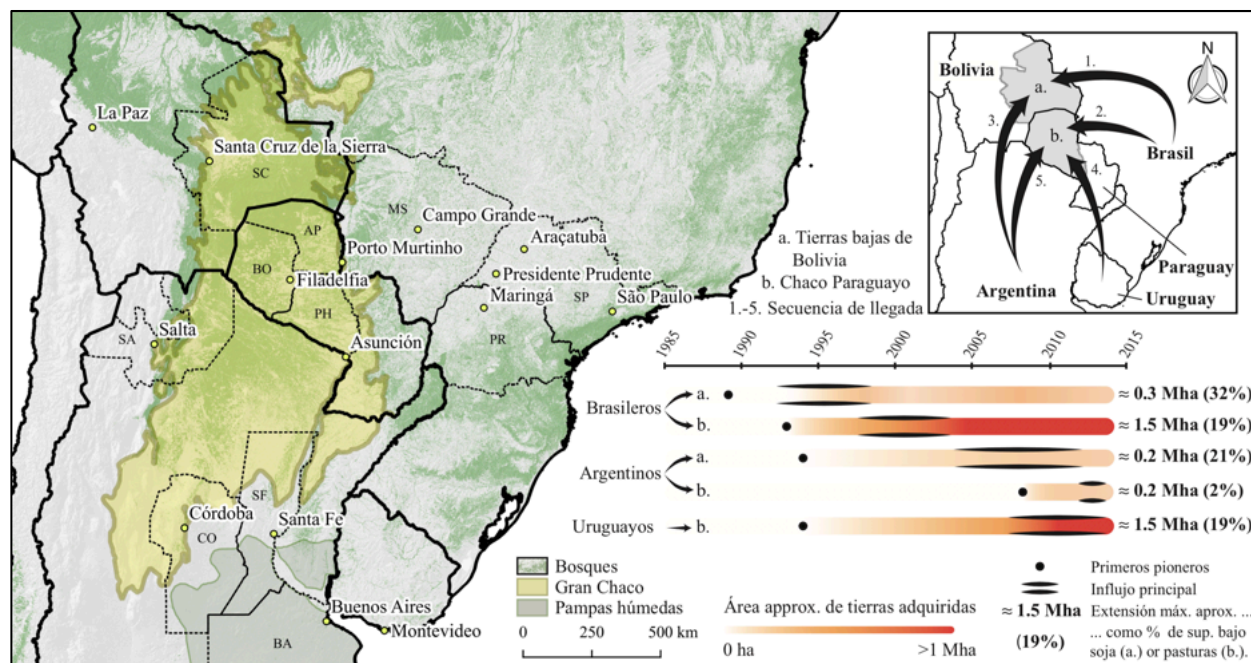 La Paz
Santa Cruz de la Sierra
SC
MS
Campo Grande
AP
Araçatuba
Porto Murtinho
BO
Filadelfia
Presidente Prudente
SP
Maringá
São Paulo
PH
SA
Salta
Asunción
PR
SF
Córdoba
CO
Santa Fe
Buenos Aires
BA
Montevideo
Bosques
Gran Chaco
Pampas húmedas
0 250 500 km
N
1.
Bolivia
a.
2.
3.
b.
Brasil
4.
5.
Paraguay
Argentina
Uruguay
a. Tierras bajas de
Bolivia
b. Chaco Paraguayo
1.-5. Secuencia de llegada
1985 1990 1995 2000 2005 2010 2015
Brasileros
a.
≈ 0.3 Mha (32%)
b.
≈ 1.5 Mha (19%)
Argentinos
a.
≈ 0.2 Mha (21%)
b.
≈ 0.2 Mha (2%)
Uruguayos
b.
≈ 1.5 Mha (19%)
Área approx. de tierras adquiridas
0 ha >1 Mha
Primeros pioneros
Influjo principal
≈ 1.5 Mha Extensión máx. aprox. ...
(19%) ... como % de sup. bajo
soja (a.) or pasturas (b.).